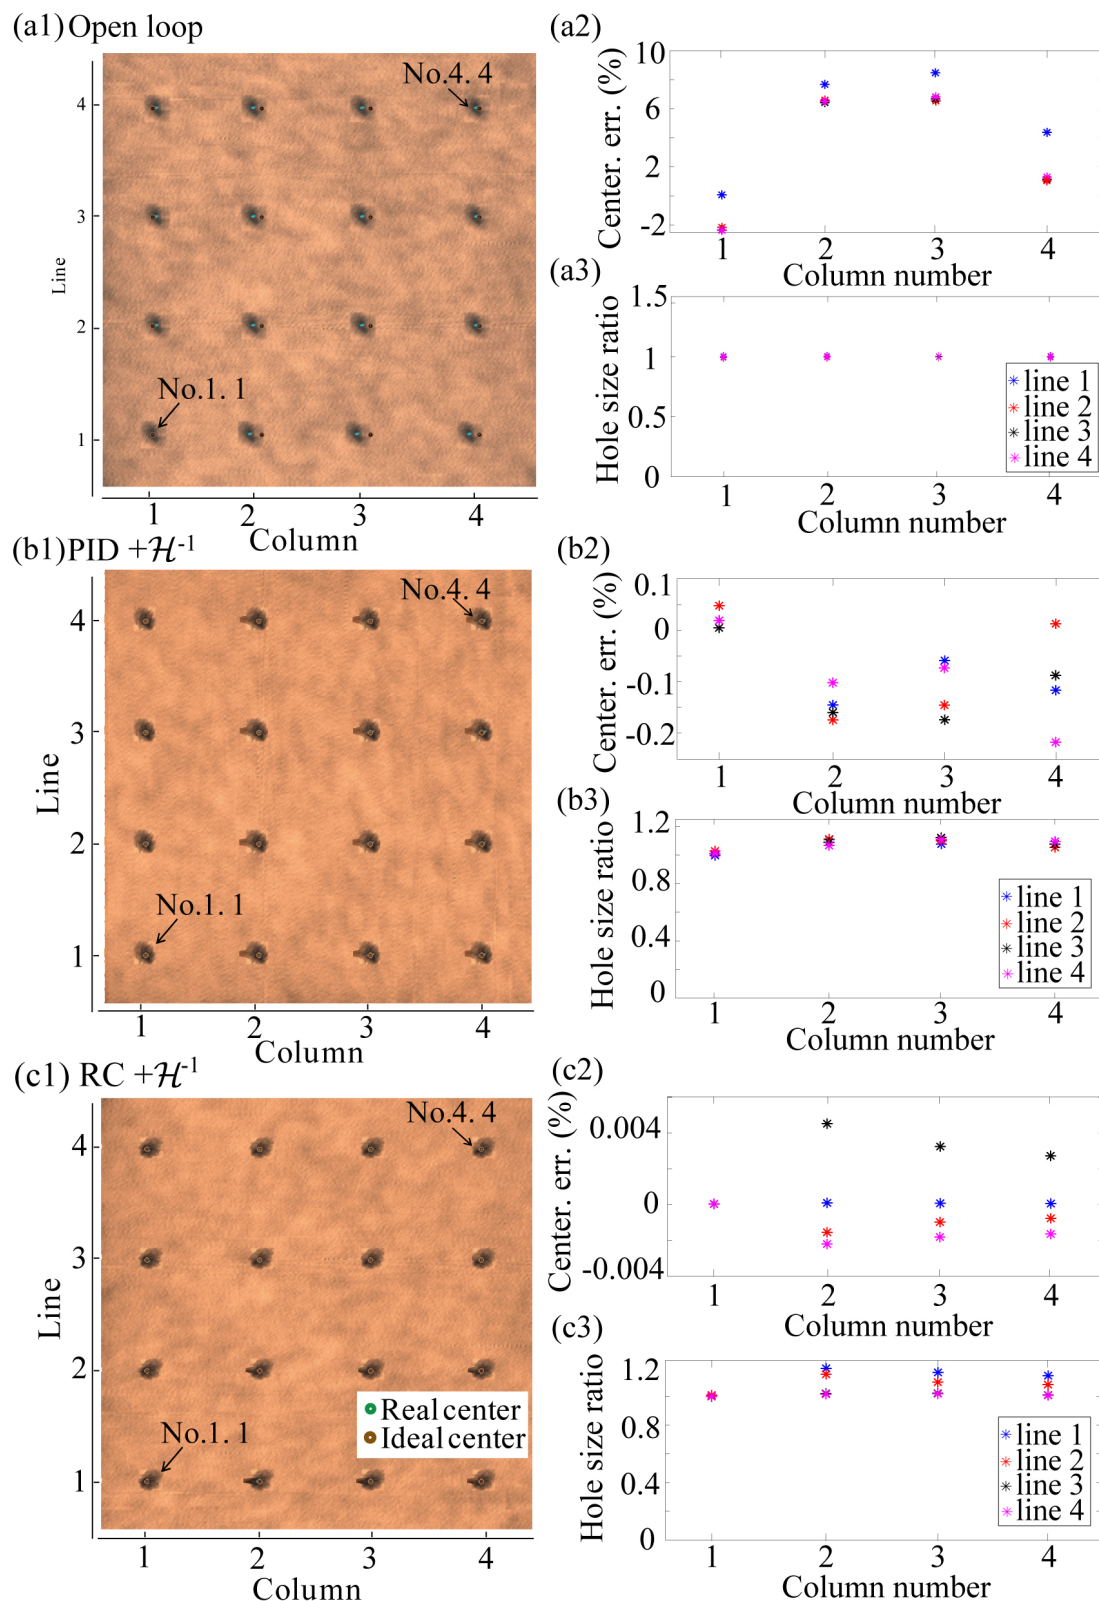 (a1) Open loop
No.4. 4
4
3
Line
2
No.1. 1
1
1 2 3 4
Column
(a2)
Center. err. (%)
10
6
2
-2
1 2 3 4
Column number
(a3)
Hole size ratio
1.5
1
0.5
0
line 1
line 2
line 3
line 4
1 2 3 4
Column number
(b1) PID +ℋ⁻¹
No.4. 4
4
3
Line
2
No.1. 1
1
1 2 3 4
Column
(b2)
Center. err. (%)
0.1
0
-0.1
-0.2
1 2 3 4
Column number
(b3)
Hole size ratio
1.2
0.8
0.4
0
line 1
line 2
line 3
line 4
1 2 3 4
Column number
(c1) RC +ℋ⁻¹
No.4. 4
4
3
Line
2
Real center
Ideal center
No.1. 1
1
1 2 3 4
Column
(c2)
Center. err. (%)
0.004
0
-0.004
1 2 3 4
Column number
(c3)
Hole size ratio
1.2
0.8
0.4
0
line 1
line 2
line 3
line 4
1 2 3 4
Column number